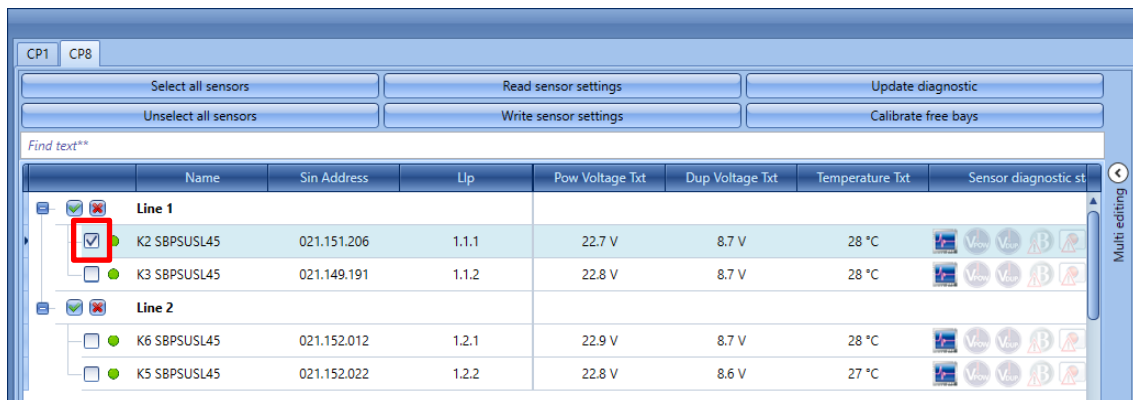 CP1 CP8
Select all sensors Read sensor settings Update diagnostic
Unselect all sensors Write sensor settings Calibrate free bays
Find text**
Name Sin Address Llp Pow Voltage Txt Dup Voltage Txt Temperature Txt Sensor diagnostic st
Line 1
K2 SBPSUSL45 021.151.206 1.1.1 22.7 V 8.7 V 28 °C
K3 SBPSUSL45 021.149.191 1.1.2 22.8 V 8.7 V 28 °C
Line 2
K6 SBPSUSL45 021.152.012 1.2.1 22.9 V 8.7 V 28 °C
K5 SBPSUSL45 021.152.022 1.2.2 22.8 V 8.6 V 27 °C
Multi editing